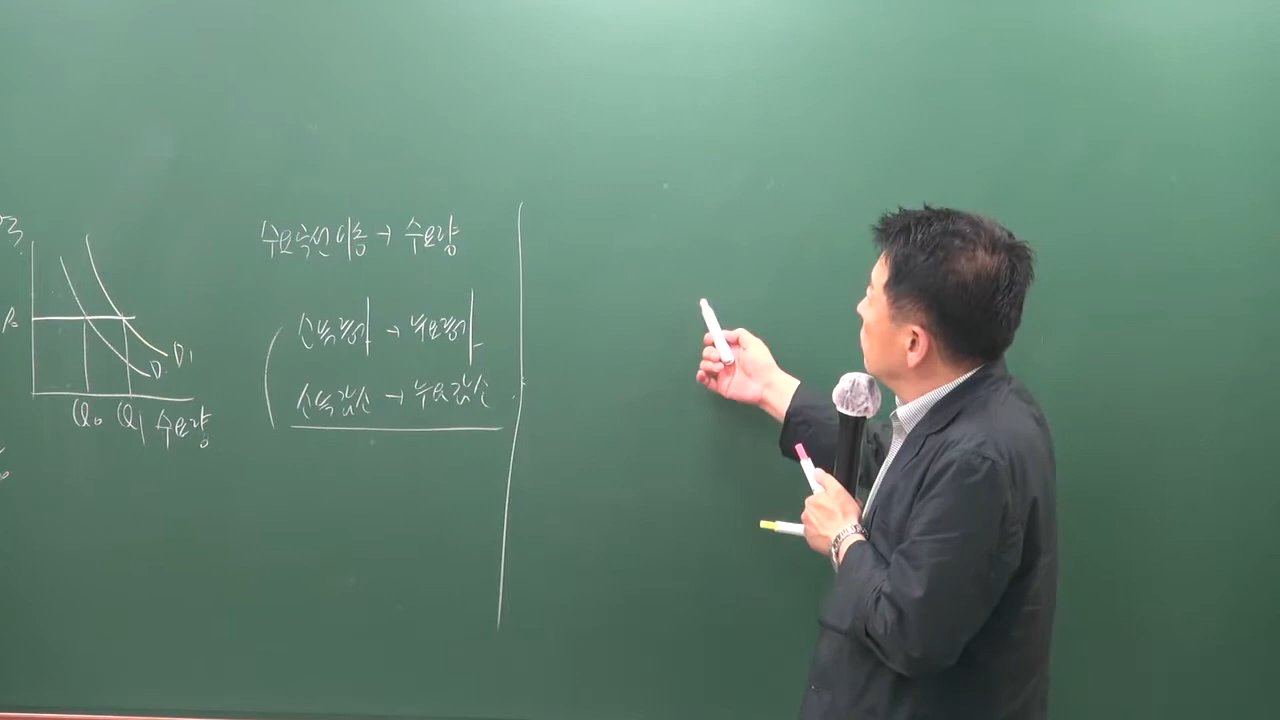 P₀
D₀ D₁
Q₀ Q₁ 수요량
수요곡선이동 → 수요량
소득증가 → 수요증가
소득감소 → 수요감소